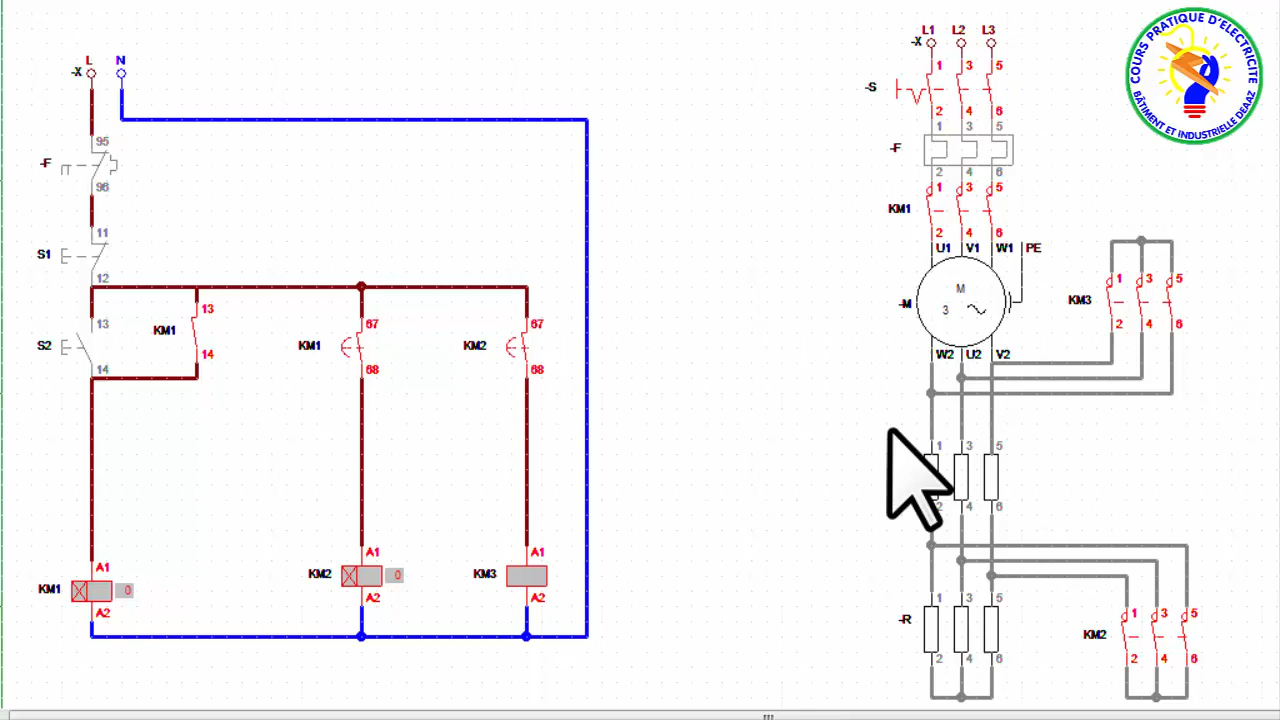 COURS PRATIQUE D'ELECTRICITE
BÂTIMENT ET INDUSTRIELLE DEAAZ
L N
-X
95
-F
96
11
S1
12
13
S2
14
13
KM1
14
67
KM1
68
67
KM2
68
A1
KM1 0
A2
A1
KM2 0
A2
A1
KM3
A2
L1 L2 L3
-X
1 3 5
-S
2 4 6
1 3 5
-F
2 4 6
1 3 5
KM1
2 4 6
U1 V1 W1 PE
M
-M
3
W2 U2 V2
1 3 5
KM3
2 4 6
1 3 5
2 4 6
1 3 5
-R
2 4 6
1 3 5
KM2
2 4 6